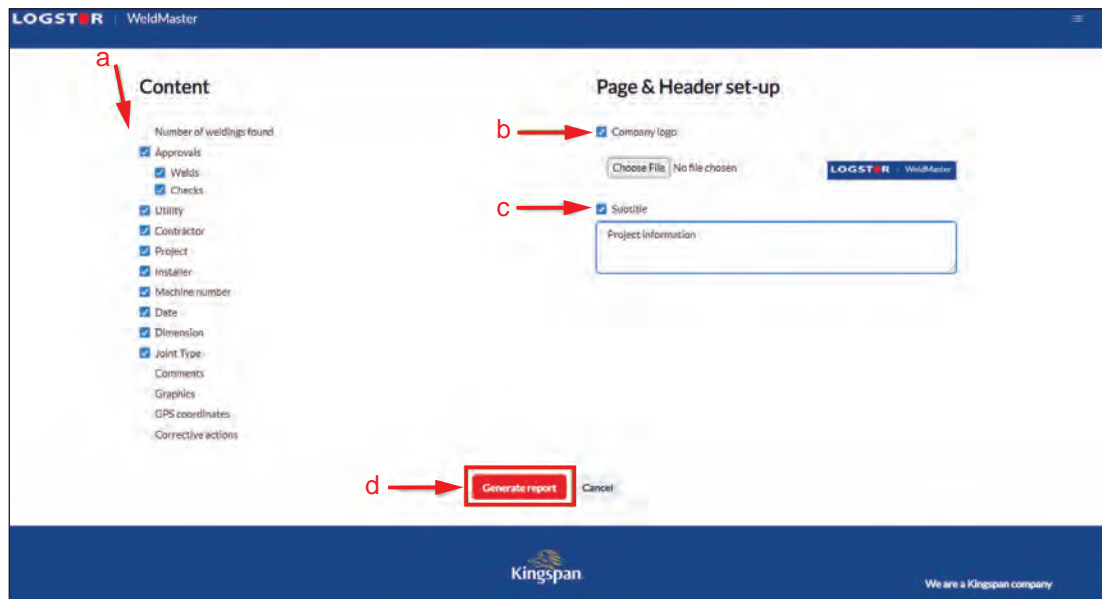 LOGSTOR WeldMaster
a
Content
Number of weldings found
Approvals
Welds
Checks
Utility
Contractor
Project
Installer
Machine number
Date
Dimension
Joint Type
Comments
Graphics
GPS coordinates
Corrective actions
Page & Header set-up
b
Company logo
Choose File No file chosen
LOGSTOR WeldMaster
c
Subtitle
Project information
d
Generate report Cancel
Kingspan
We are a Kingspan company